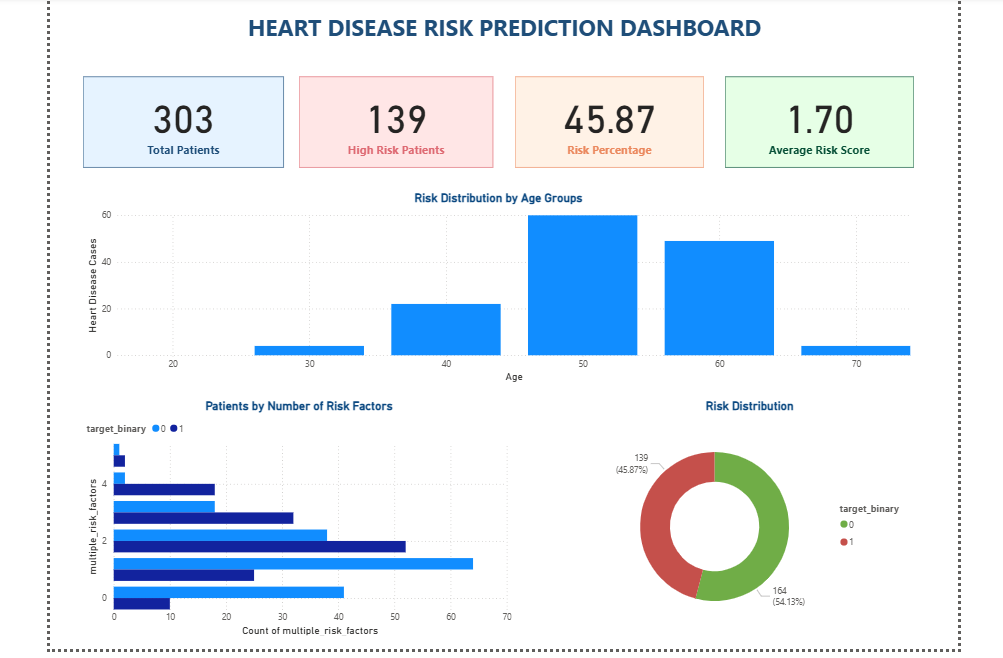 HEART DISEASE RISK PREDICTION DASHBOARD
303
Total Patients
139
High Risk Patients
45.87
Risk Percentage
1.70
Average Risk Score
Risk Distribution by Age Groups
Heart Disease Cases
60
40
20
0
20 30 40 50 60 70
Age
Patients by Number of Risk Factors
target_binary 0 1
multiple_risk_factors
4
2
0
0 10 20 30 40 50 60 70
Count of multiple_risk_factors
Risk Distribution
139
(45.87%)
164
(54.13%)
target_binary
0
1